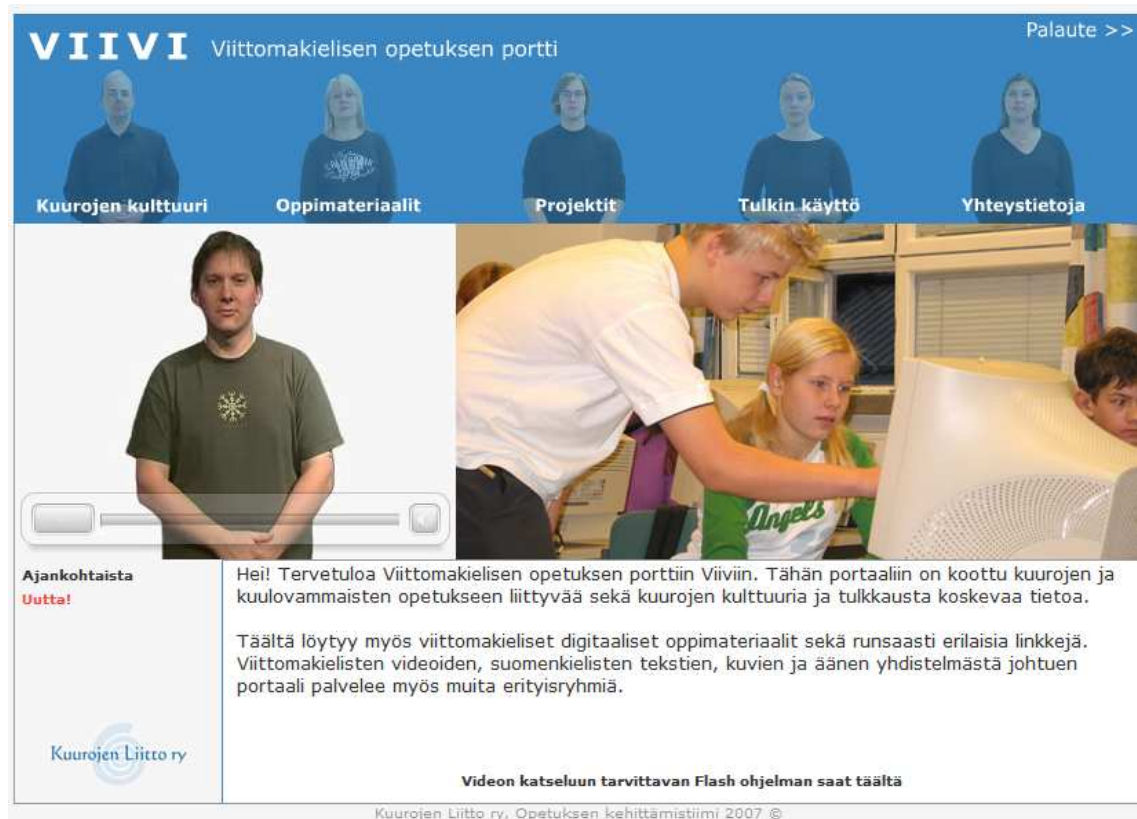 VIIVI Viittomakielisen opetuksen portti
Palaute >>
Kuurojen kulttuuri
Oppimateriaalit
Projektit
Tulkin käyttö
Yhteystietoja
Angels
Ajankohtaista
Uutta!
Hei! Tervetuloa Viittomakielisen opetuksen porttiin Viiviin. Tähän portaaliin on koottu kuurojen ja
kuulovammaisten opetukseen liittyvää sekä kuurojen kulttuuria ja tulkkausta koskevaa tietoa.
Täältä löytyy myös viittomakieliset digitaaliset oppimateriaalit sekä runsaasti erilaisia linkkejä.
Viittomakielisten videoiden, suomenkielisten tekstien, kuvien ja äänen yhdistelmästä johtuen
portaali palvelee myös muita erityisryhmiä.
Kuurojen Liitto ry
Videon katseluun tarvittavan Flash ohjelman saat täältä
Kuurojen Liitto ry, Opetuksen kehittämistiimi 2007 ©